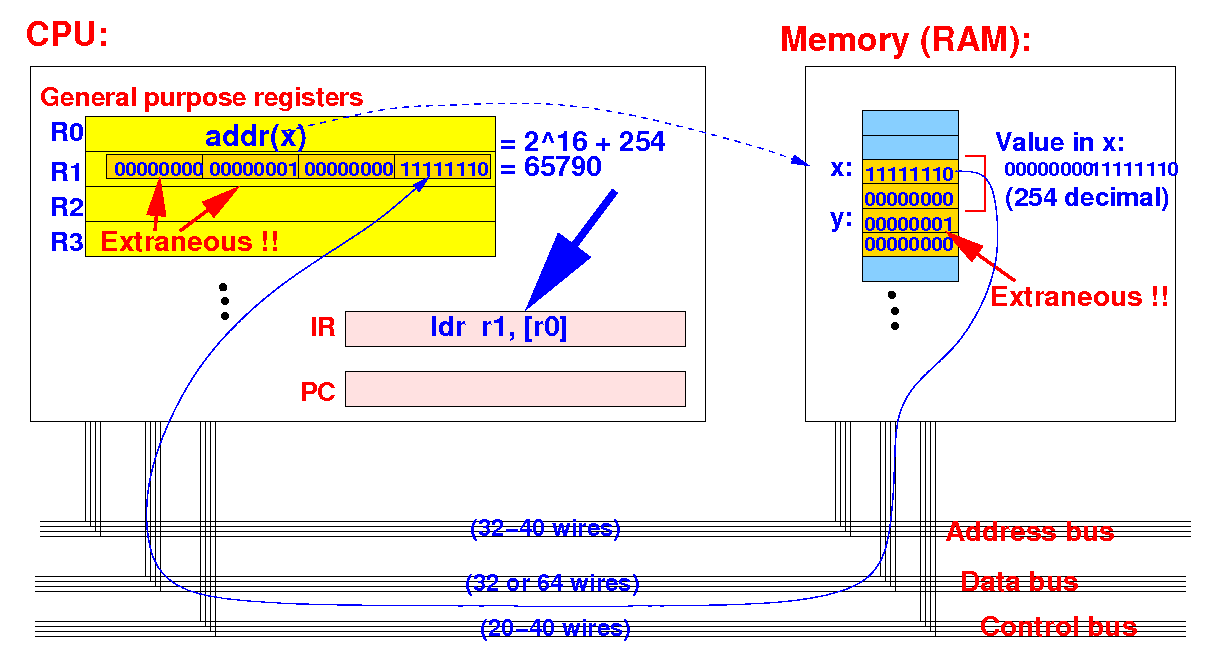 CPU:
Memory (RAM):
General purpose registers
R0 addr(x) = 2^16 + 254
R1 00000000 00000001 00000000 11111110 = 65790
R2
R3 Extraneous !!
IR ldr r1, [r0]
PC
x: 11111110
00000000
y: 00000001
00000000
Value in x:
0000000011111110
(254 decimal)
Extraneous !!
(32−40 wires) Address bus
(32 or 64 wires) Data bus
(20−40 wires) Control bus